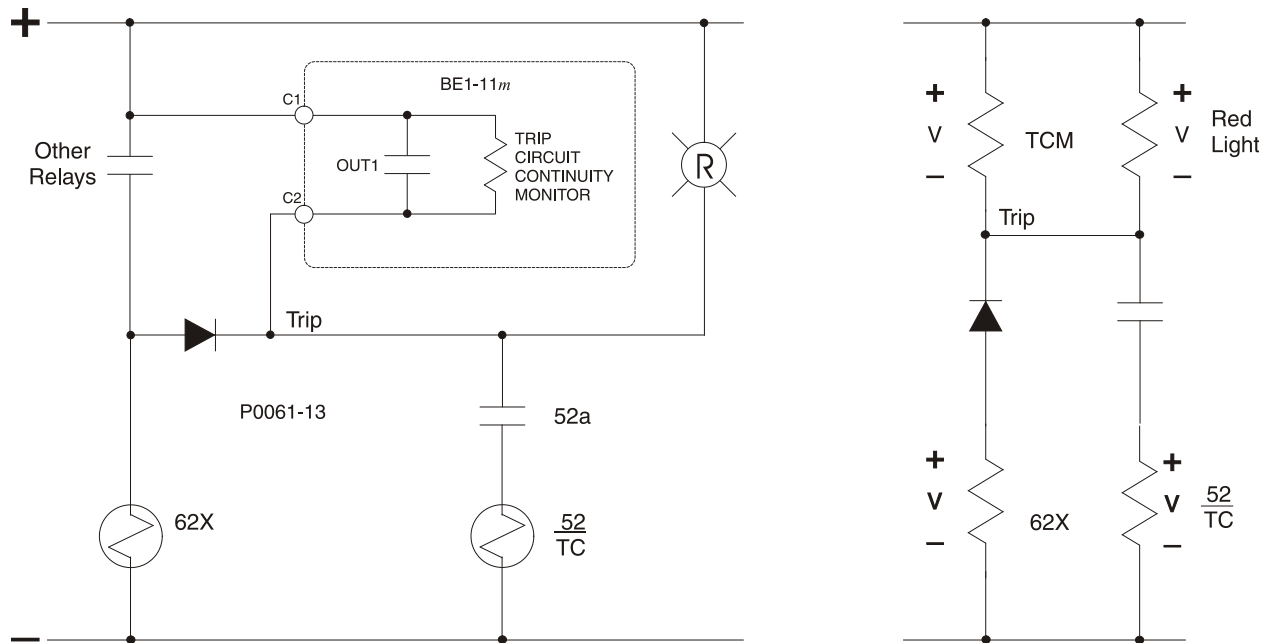 +
BE1-11m
C1
Other
Relays
OUT1
TRIP
CIRCUIT
CONTINUITY
MONITOR
C2
R
Trip
P0061-13
52a
62X
52
TC
–
+
V
–
TCM
+
V
–
Red
Light
Trip
+
V
–
62X
+
V
–
52
TC